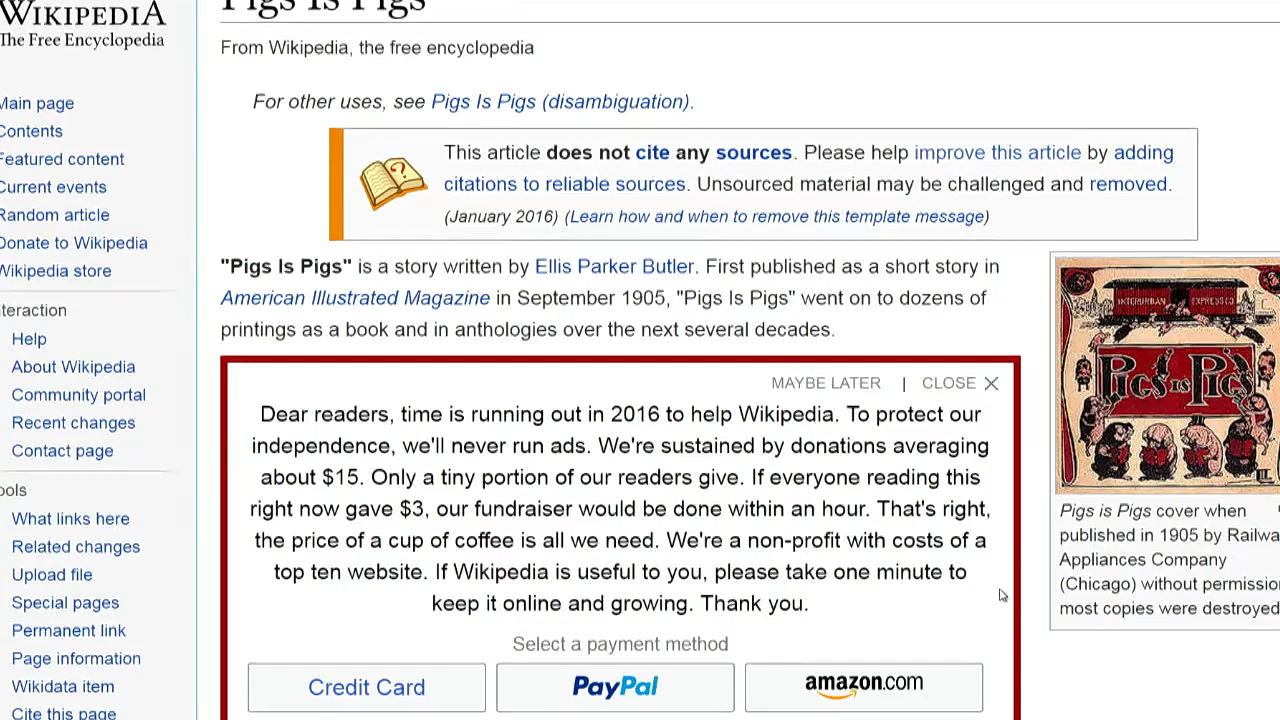 Pigs Is Pigs
WIKIPEDIA
The Free Encyclopedia
Main page
Contents
Featured content
Current events
Random article
Donate to Wikipedia
Wikipedia store
Interaction
Help
About Wikipedia
Community portal
Recent changes
Contact page
Tools
What links here
Related changes
Upload file
Special pages
Permanent link
Page information
Wikidata item
Cite this page
From Wikipedia, the free encyclopedia
For other uses, see Pigs Is Pigs (disambiguation).
This article does not cite any sources. Please help improve this article by adding
citations to reliable sources. Unsourced material may be challenged and removed.
(January 2016) (Learn how and when to remove this template message)
"Pigs Is Pigs" is a story written by Ellis Parker Butler. First published as a short story in
American Illustrated Magazine in September 1905, "Pigs Is Pigs" went on to dozens of
printings as a book and in anthologies over the next several decades.
MAYBE LATER | CLOSE
Dear readers, time is running out in 2016 to help Wikipedia. To protect our
independence, we'll never run ads. We're sustained by donations averaging
about $15. Only a tiny portion of our readers give. If everyone reading this
right now gave $3, our fundraiser would be done within an hour. That's right,
the price of a cup of coffee is all we need. We're a non-profit with costs of a
top ten website. If Wikipedia is useful to you, please take one minute to
keep it online and growing. Thank you.
Select a payment method
Credit Card
PayPal
amazon.com
INTERURBAN EXPRESS CO
PIGS IS PIGS
Pigs is Pigs cover when
published in 1905 by Railwa
Appliances Company
(Chicago) without permissio
most copies were destroyed